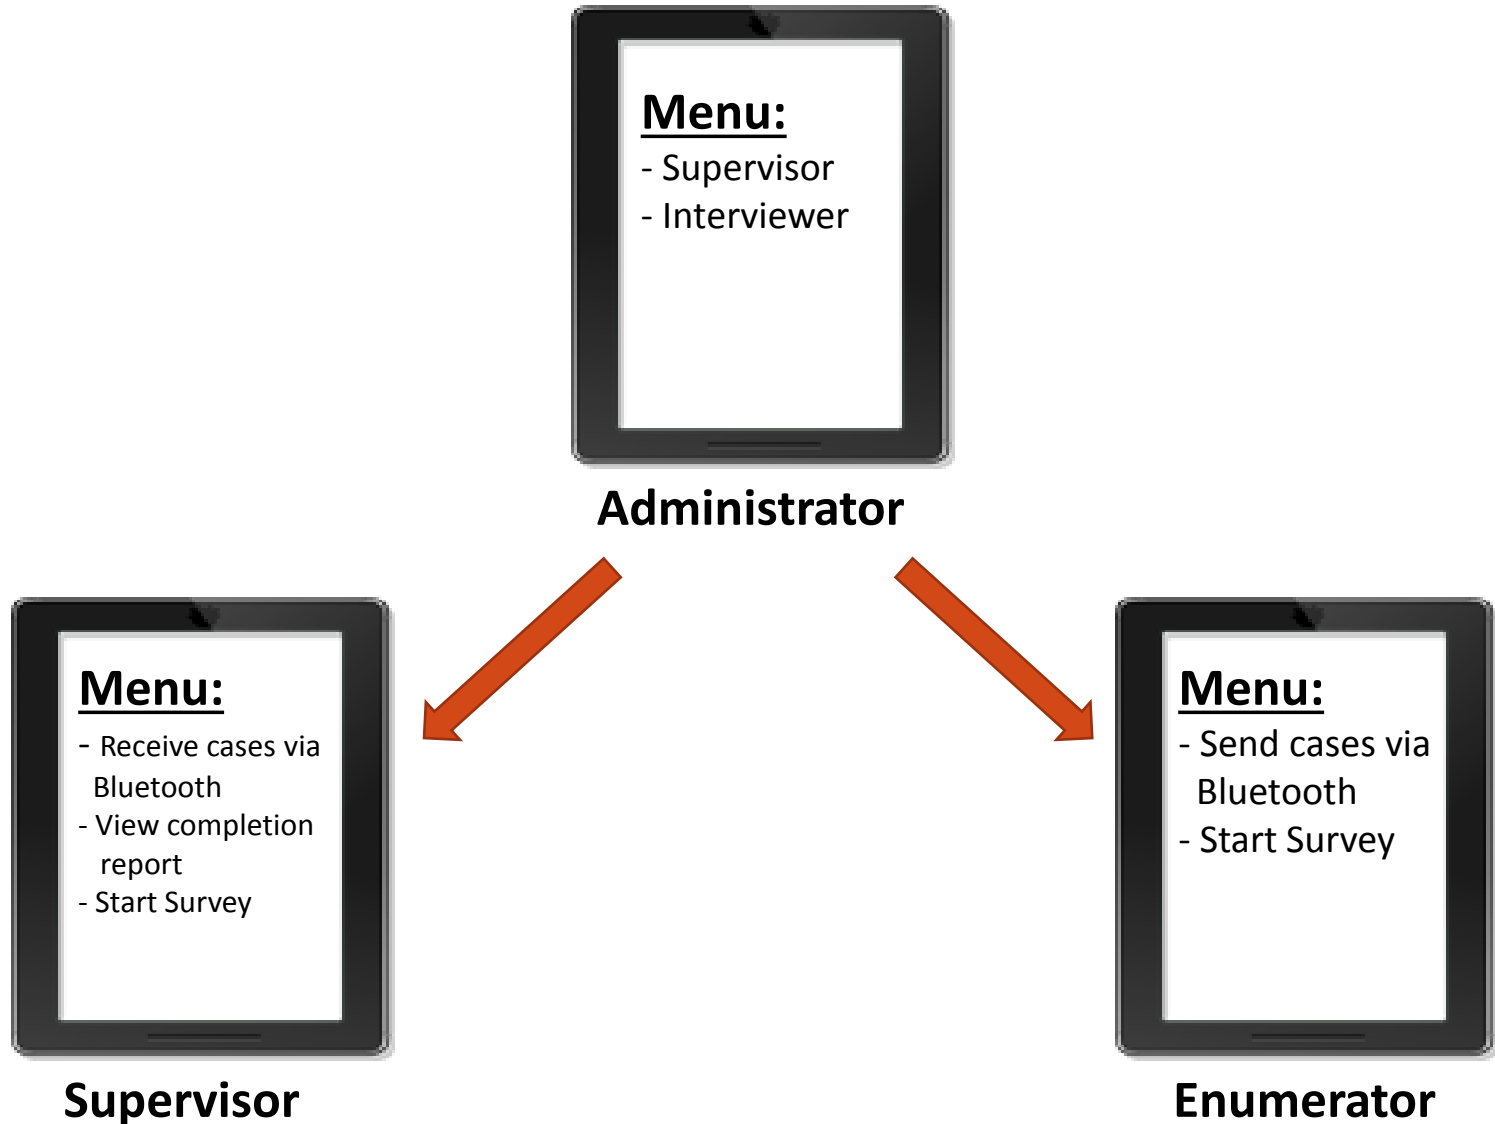 Menu:
- Supervisor
- Interviewer
Administrator
Menu:
- Receive cases via
Bluetooth
- View completion
report
- Start Survey
Supervisor
Menu:
- Send cases via
Bluetooth
- Start Survey
Enumerator